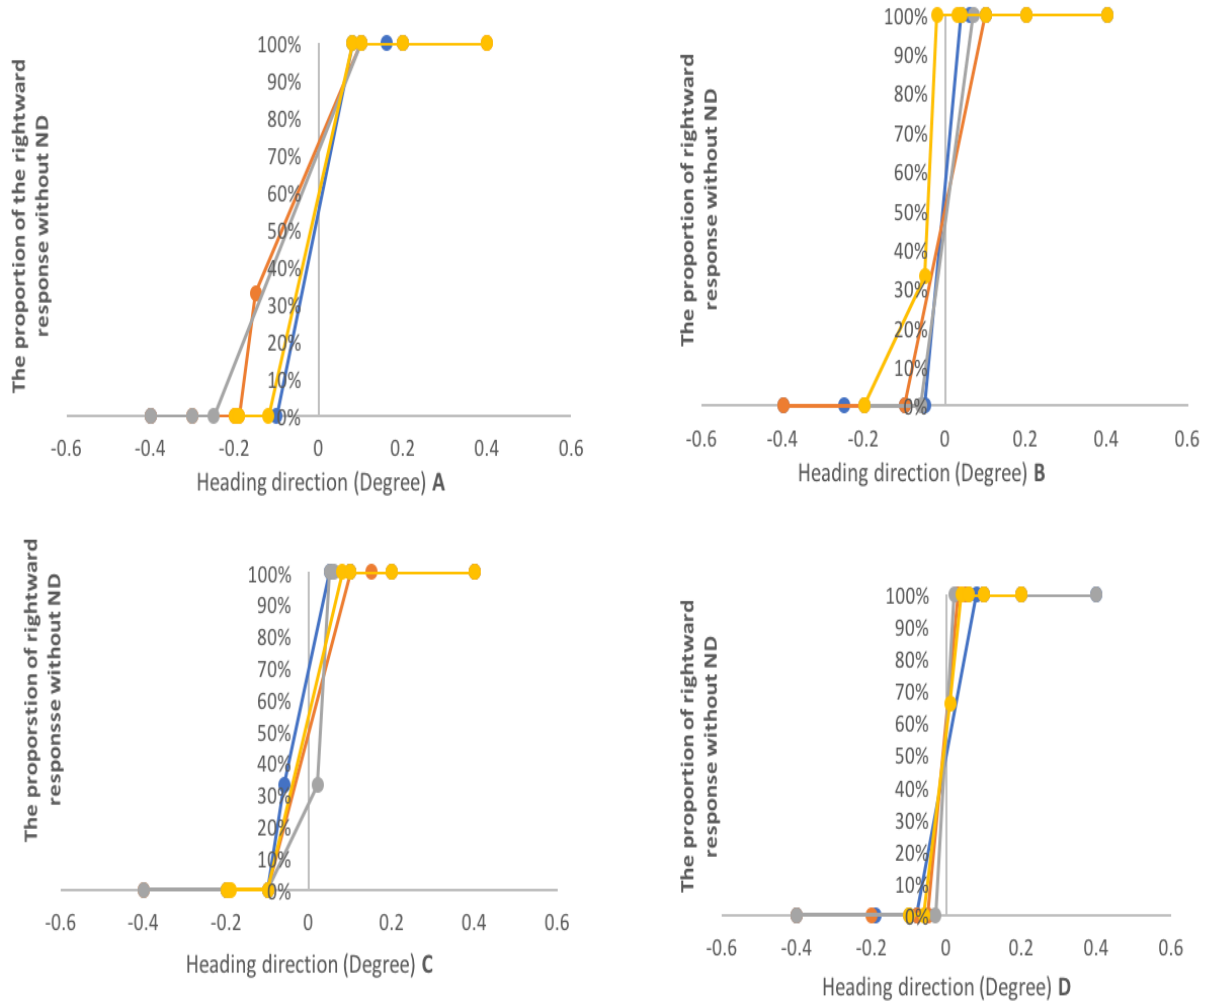 The proportion of the rightward
response without ND
100%
90%
80%
70%
60%
50%
40%
30%
20%
10%
0%
-0.6 -0.4 -0.2 0 0.2 0.4 0.6
Heading direction (Degree) A
The proportion of rightward
response without ND
100%
90%
80%
70%
60%
50%
40%
30%
20%
10%
0%
-0.6 -0.4 -0.2 0 0.2 0.4 0.6
Heading direction (Degree) B
The proporstion of rightward
responsse without ND
100%
90%
80%
70%
60%
50%
40%
30%
20%
10%
0%
-0.6 -0.4 -0.2 0 0.2 0.4 0.6
Heading direction (Degree) C
The proportion of rightward
response without ND
100%
90%
80%
70%
60%
50%
40%
30%
20%
10%
0%
-0.6 -0.4 -0.2 0 0.2 0.4 0.6
Heading direction (Degree) D